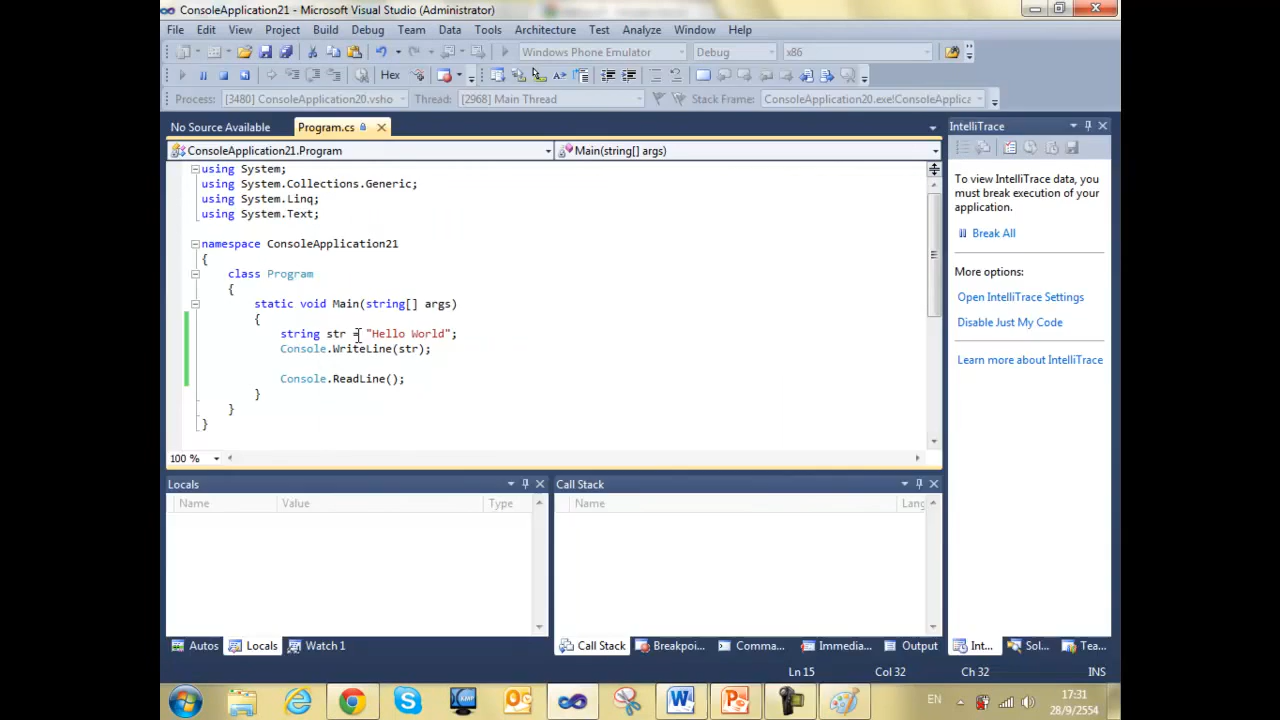 ConsoleApplication21 - Microsoft Visual Studio (Administrator)
File Edit View Project Build Debug Team Data Tools Architecture Test Analyze Window Help
Windows Phone Emulator Debug x86
Hex
Process: [3480] ConsoleApplication20.vsho Thread: [2968] Main Thread Stack Frame: ConsoleApplication20.exe!ConsoleApplica
No Source Available Program.cs
ConsoleApplication21.Program Main(string[] args)
using System;
using System.Collections.Generic;
using System.Linq;
using System.Text;
namespace ConsoleApplication21
{
class Program
{
static void Main(string[] args)
{
string str = "Hello World";
Console.WriteLine(str);
Console.ReadLine();
}
}
}
100 %
IntelliTrace
To view IntelliTrace data, you
must break execution of your
application.
Break All
More options:
Open IntelliTrace Settings
Disable Just My Code
Learn more about IntelliTrace
Locals
Name Value Type
Call Stack
Name Lang
Autos Locals Watch 1
Call Stack Breakpoi... Comma... Immedia... Output
Int... Sol... Tea...
Ln 15 Col 32 Ch 32 INS
EN
17:31
28/9/2554